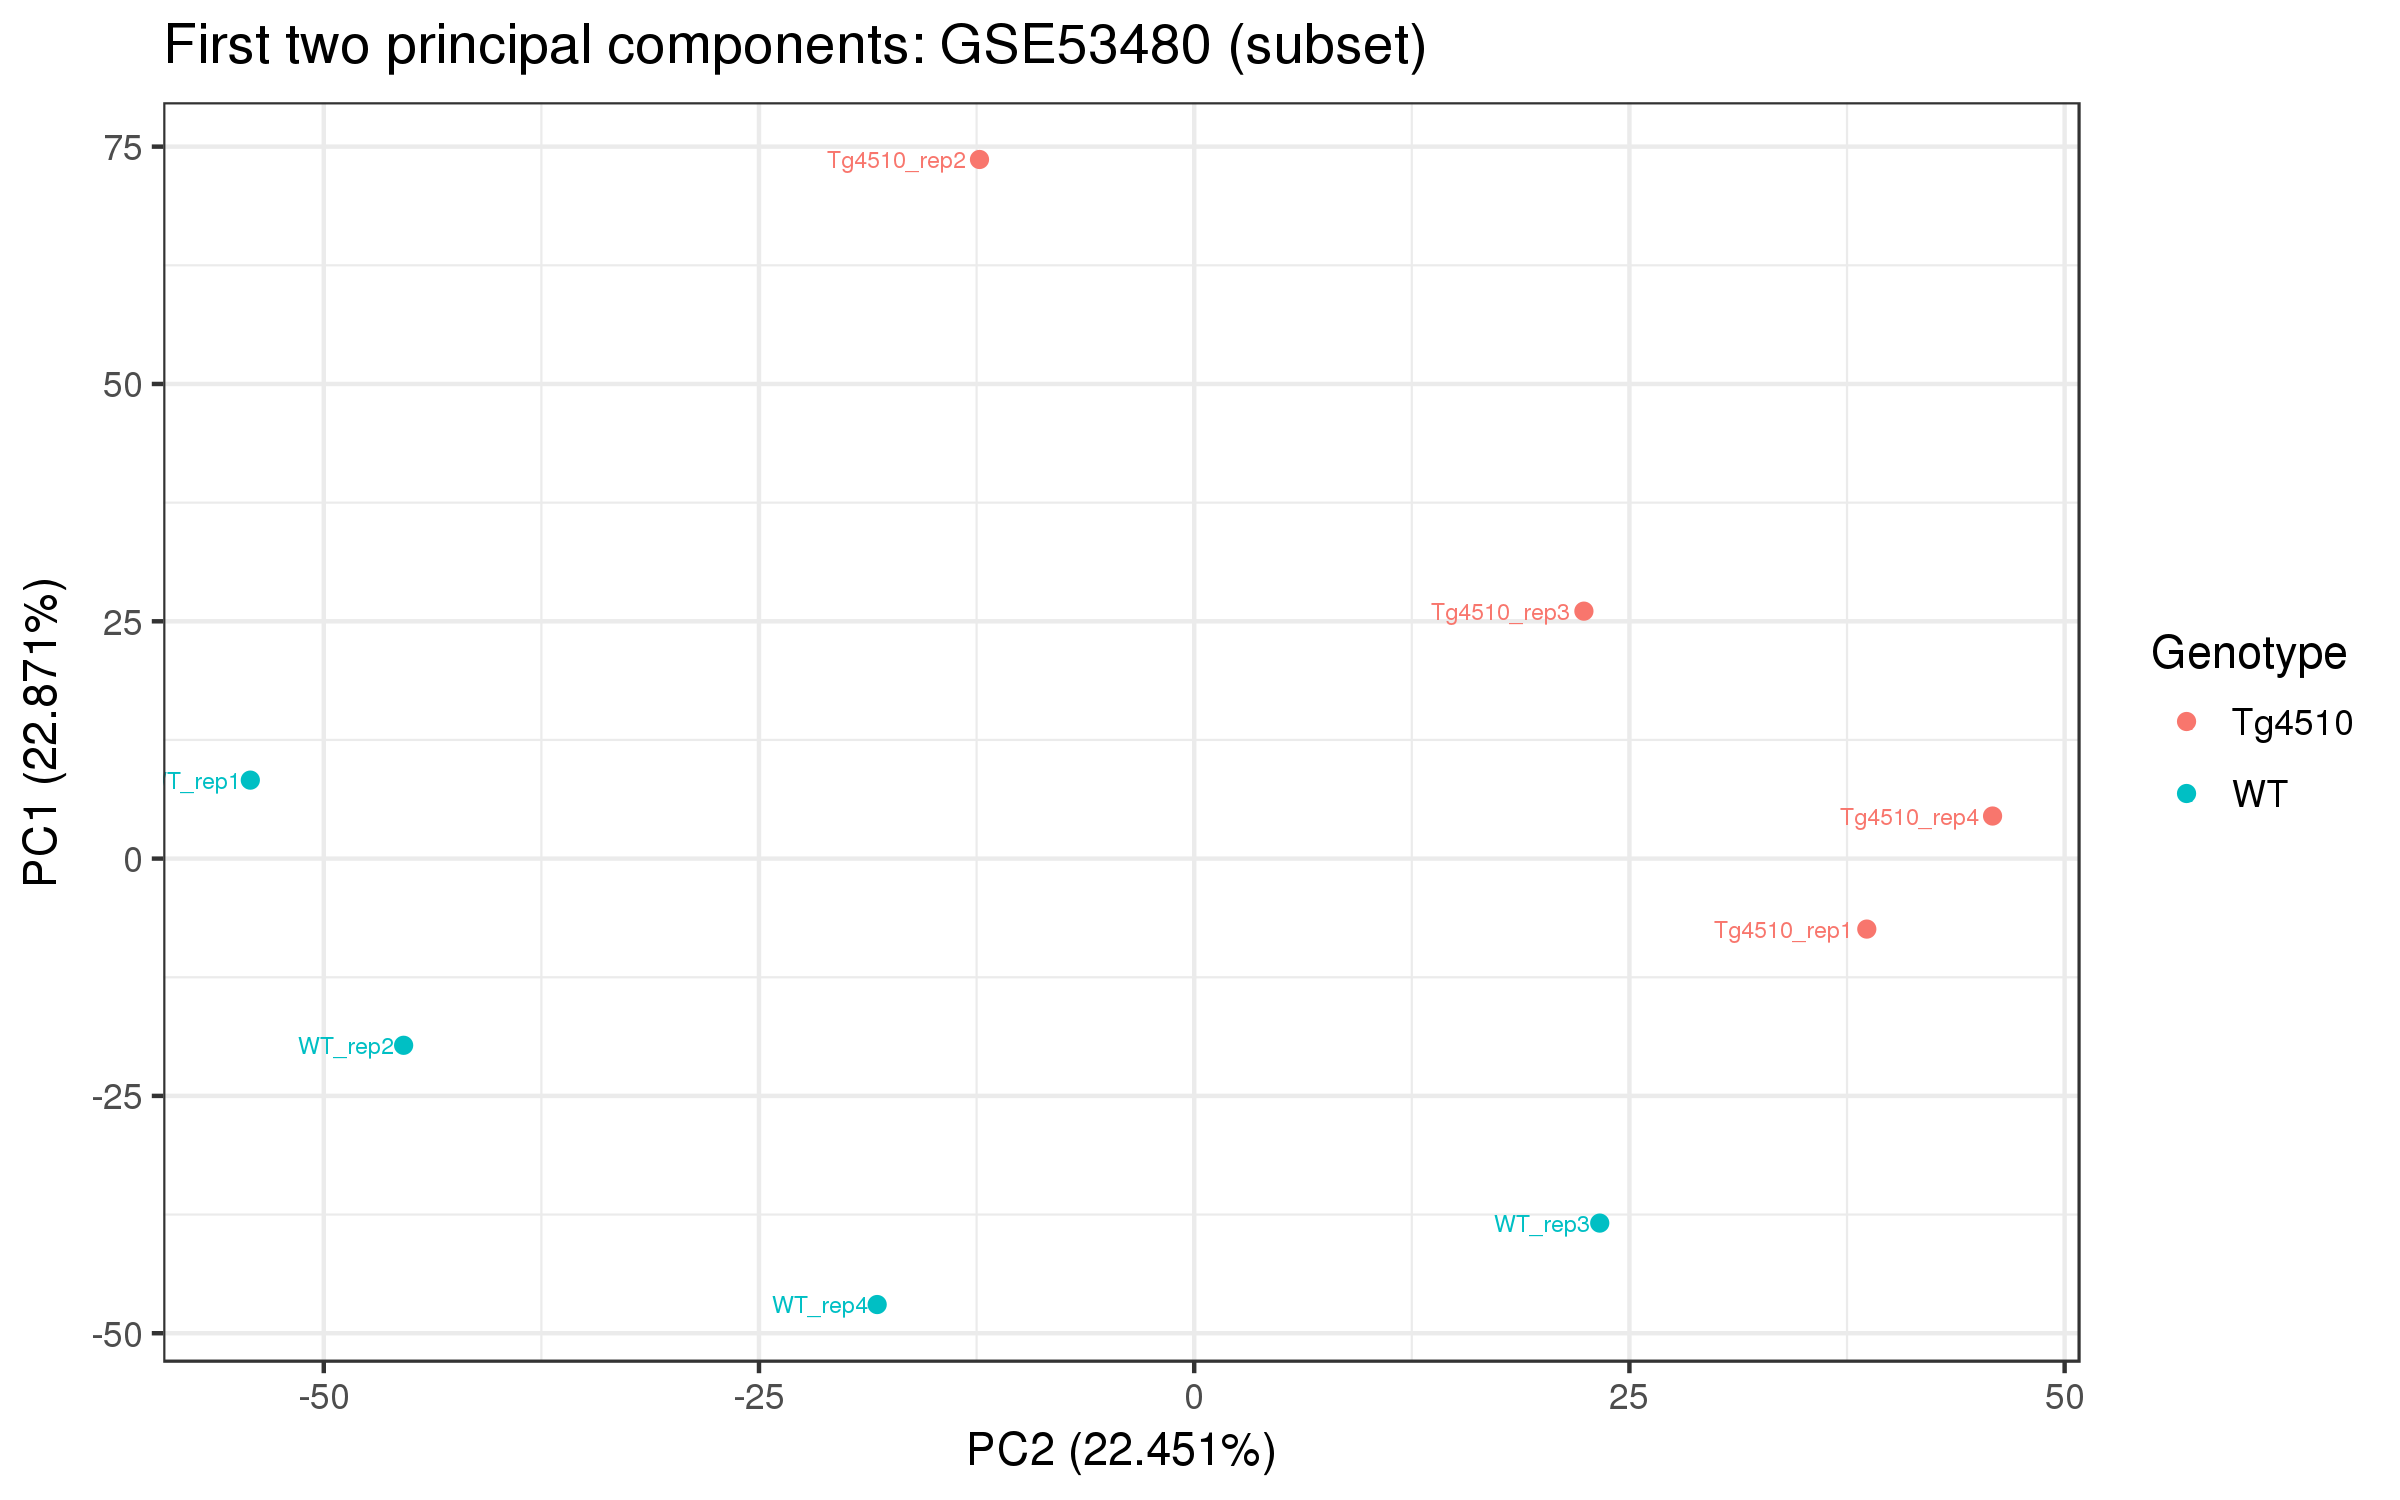 First two principal components: GSE53480 (subset)
75
50
25
0
-25
-50
PC1 (22.871%)
Tg4510_rep2
Tg4510_rep3
T_rep1
Tg4510_rep4
Tg4510_rep1
WT_rep2
WT_rep3
WT_rep4
-50
-25
0
25
50
PC2 (22.451%)
Genotype
Tg4510
WT